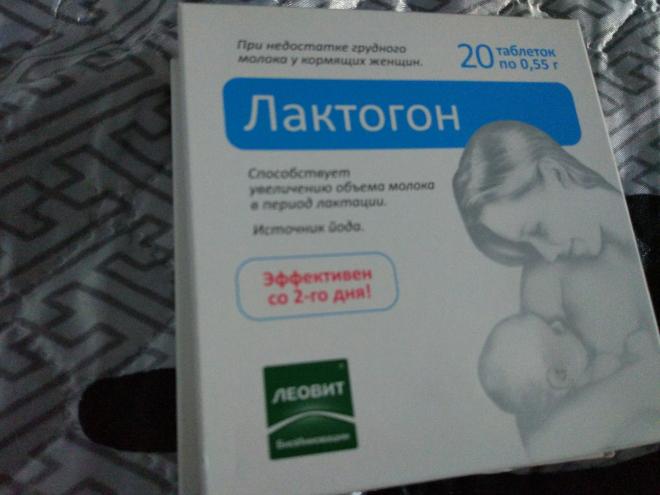 При недостатке грудного
молока у кормящих женщин.
20 таблеток
по 0,55 г
Лактогон
Способствует
увеличению объема молока
в период лактации.
Источник йода.
Эффективен
со 2-го дня!
ЛЕОВИТ
БиоИнновации